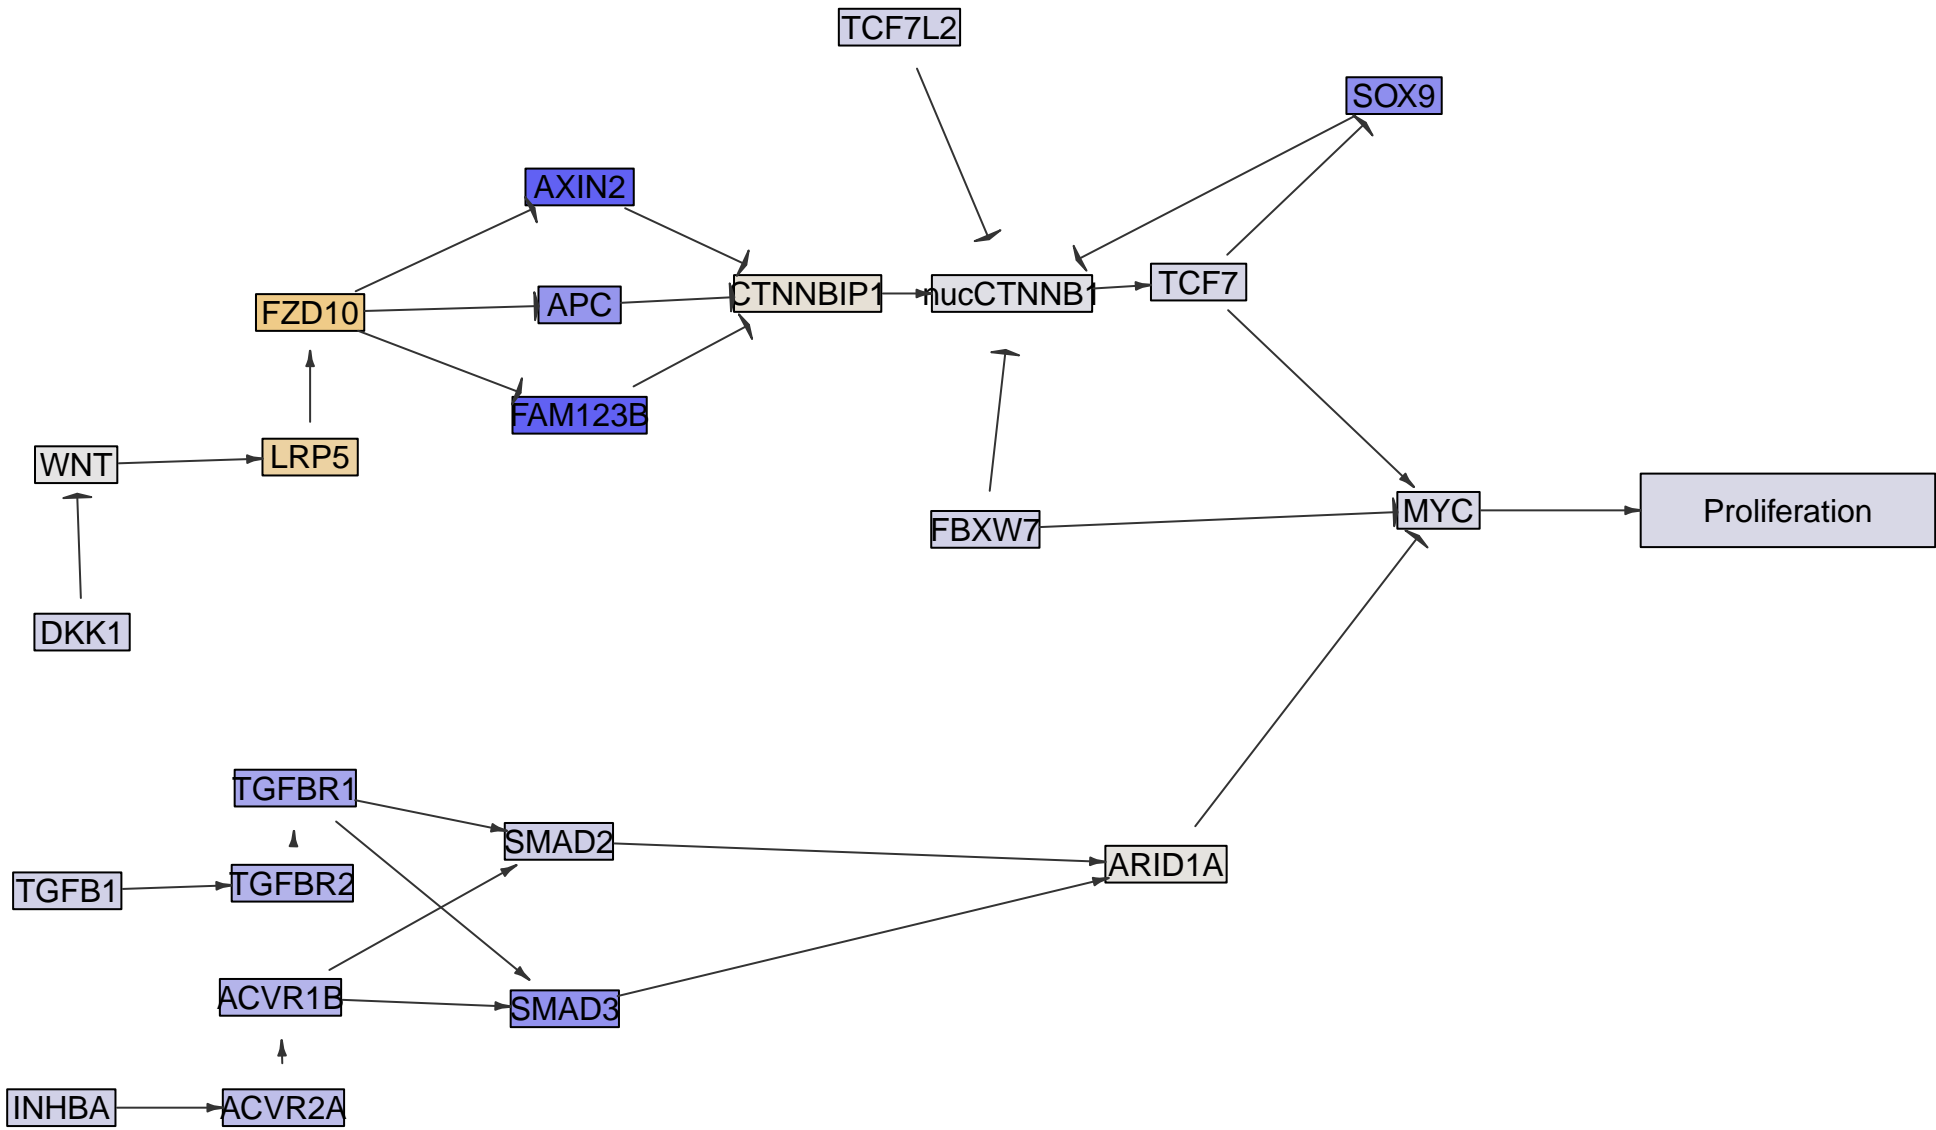 TCF7L2
SOX9
AXIN2
APC
CTNNBIP1
nucCTNNB1
TCF7
FZD10
FAM123B
WNT
LRP5
FBXW7
MYC
Proliferation
DKK1
TGFBR1
SMAD2
TGFB1
TGFBR2
ARID1A
ACVR1B
SMAD3
INHBA
ACVR2A